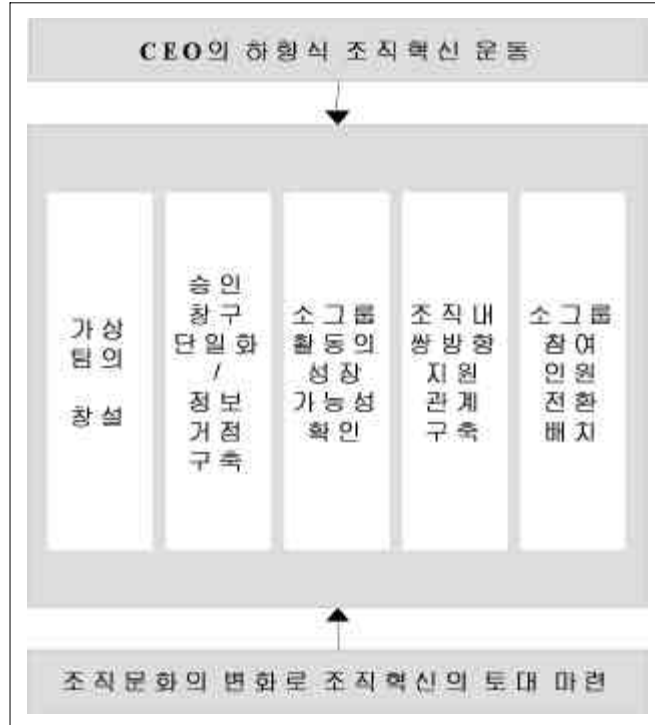 CEO의 하향식 조직혁신 운동
가상
팀의
창설
승인
창구
단일화
/
정보
거점
구축
소그룹
활동의
성장
가능성
확인
조직내
쌍방향
지원
관계
구축
소그룹
참여
인원
전환
배치
조직문화의 변화로 조직혁신의 토대 마련